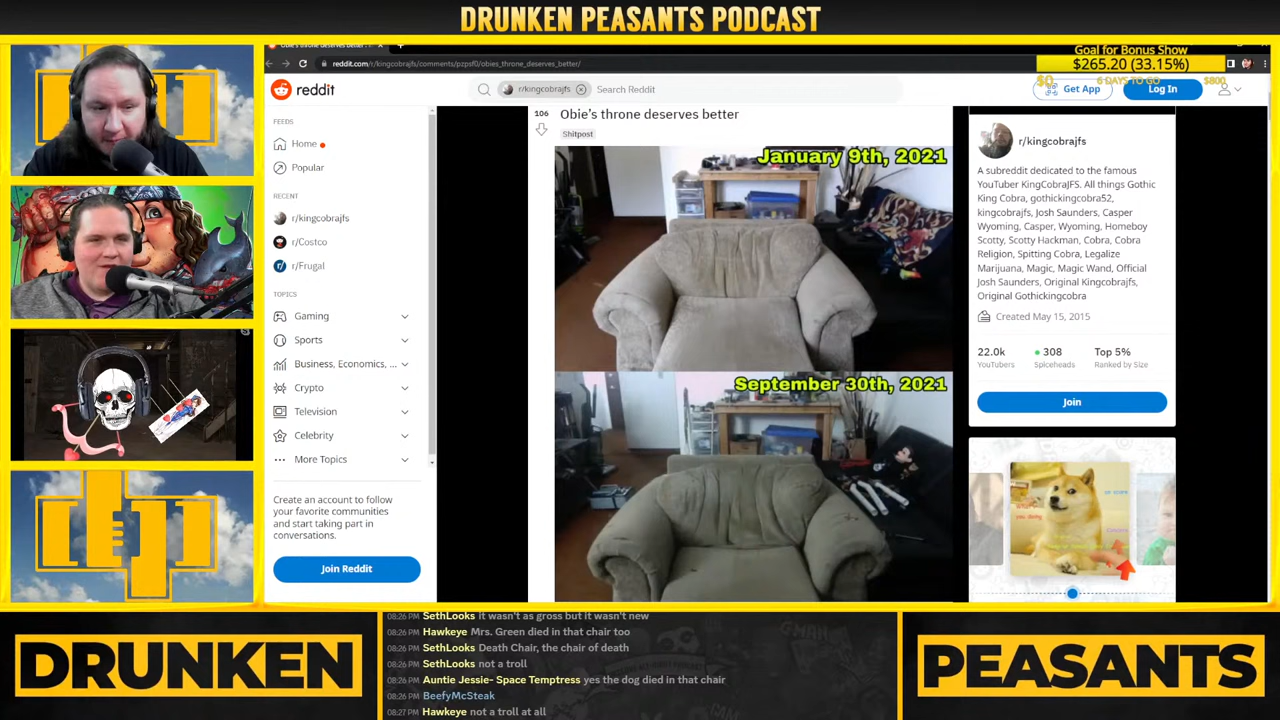 DRUNKEN PEASANTS PODCAST
Obie's throne deserves better
Goal for Bonus Show
$265.20 (33.15%)
$0
6 DAYS TO GO
$800
reddit.com/r/kingcobrajfs/comments/pzpsf0/obies_throne_deserves_better/
reddit
r/kingcobrajfs
Search Reddit
Get App
Log In
FEEDS
Home
Popular
RECENT
r/kingcobrajfs
r/Costco
r/Frugal
TOPICS
Gaming
Sports
Business, Economics, ...
Crypto
Television
Celebrity
More Topics
Create an account to follow
your favorite communities
and start taking part in
conversations.
Join Reddit
106
Obie's throne deserves better
Shitpost
January 9th, 2021
September 30th, 2021
r/kingcobrajfs
A subreddit dedicated to the famous
YouTuber KingCobraJFS. All things Gothic
King Cobra, gothickingcobra52,
kingcobrajfs, Josh Saunders, Casper
Wyoming, Casper, Wyoming, Homeboy
Scotty, Scotty Hackman, Cobra, Cobra
Religion, Spitting Cobra, Legalize
Marijuana, Magic, Magic Wand, Official
Josh Saunders, Original Kingcobrajfs,
Original Gothickingcobra
Created May 15, 2015
22.0k
YouTubers
308
Spiceheads
Top 5%
Ranked by Size
Join
DRUNKEN
08:26 PM SethLooks it wasn't as gross but it wasn't new
08:26 PM Hawkeye Mrs. Green died in that chair too
08:26 PM SethLooks Death Chair, the chair of death
08:26 PM SethLooks not a troll
08:26 PM Auntie Jessie- Space Temptress yes the dog died in that chair
08:26 PM BeefyMcSteak
08:27 PM Hawkeye not a troll at all
PEASANTS